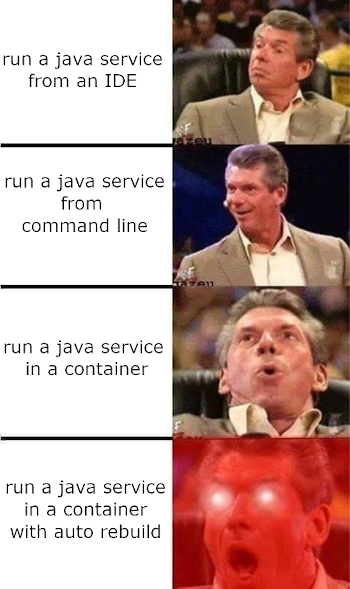 run a java service
from an IDE
run a java service
from
command line
run a java service
in a container
run a java service
in a container
with auto rebuild